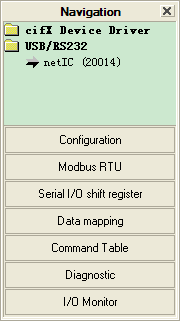 Navigation
cifX Device Driver
USB/RS232
netIC (20014)
Configuration
Modbus RTU
Serial I/O shift register
Data mapping
Command Table
Diagnostic
I/O Monitor